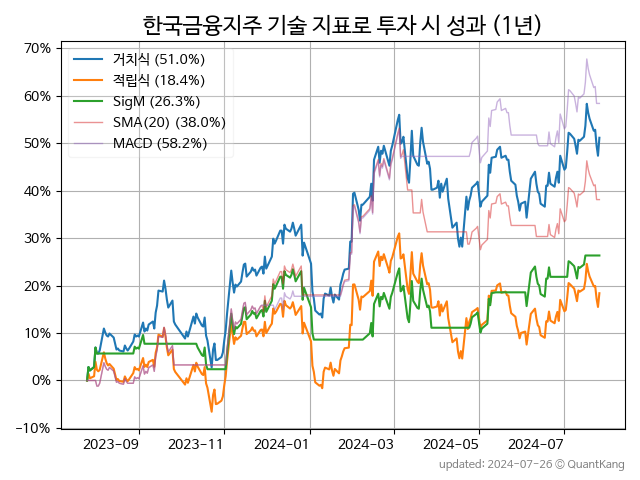 한국금융지주 기술 지표로 투자 시 성과 (1년)
70%
60%
50%
40%
30%
20%
10%
0%
−10%
거치식 (51.0%)
적립식 (18.4%)
SigM (26.3%)
SMA(20) (38.0%)
MACD (58.2%)
2023-09
2023-11
2024-01
2024-03
2024-05
2024-07
updated: 2024-07-26 © QuantKang